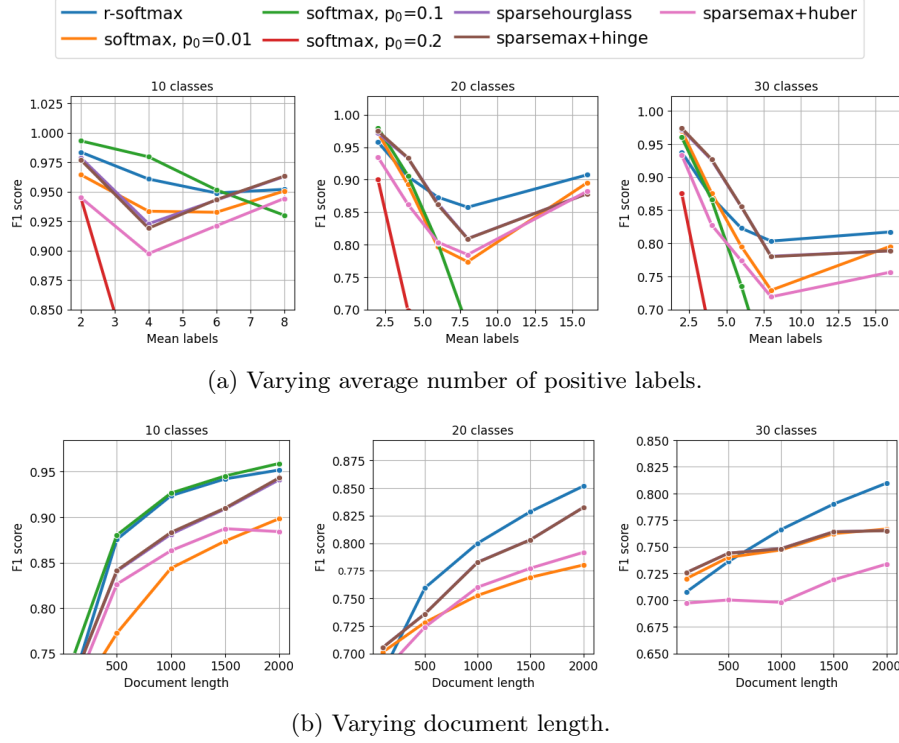 r-softmax softmax, p₀=0.1 sparsehourglass sparsemax+huber
softmax, p₀=0.01 softmax, p₀=0.2 sparsemax+hinge
10 classes 20 classes 30 classes
F1 score
1.025
1.000
0.975
0.950
0.925
0.900
0.875
0.850
2 3 4 5 6 7 8
Mean labels
F1 score
1.00
0.95
0.90
0.85
0.80
0.75
0.70
2.5 5.0 7.5 10.0 12.5 15.0
Mean labels
F1 score
1.00
0.95
0.90
0.85
0.80
0.75
0.70
2.5 5.0 7.5 10.0 12.5 15.0
Mean labels
(a) Varying average number of positive labels.
10 classes 20 classes 30 classes
F1 score
0.95
0.90
0.85
0.80
0.75
500 1000 1500 2000
Document length
F1 score
0.875
0.850
0.825
0.800
0.775
0.750
0.725
0.700
500 1000 1500 2000
Document length
F1 score
0.850
0.825
0.800
0.775
0.750
0.725
0.700
0.675
0.650
500 1000 1500 2000
Document length
(b) Varying document length.